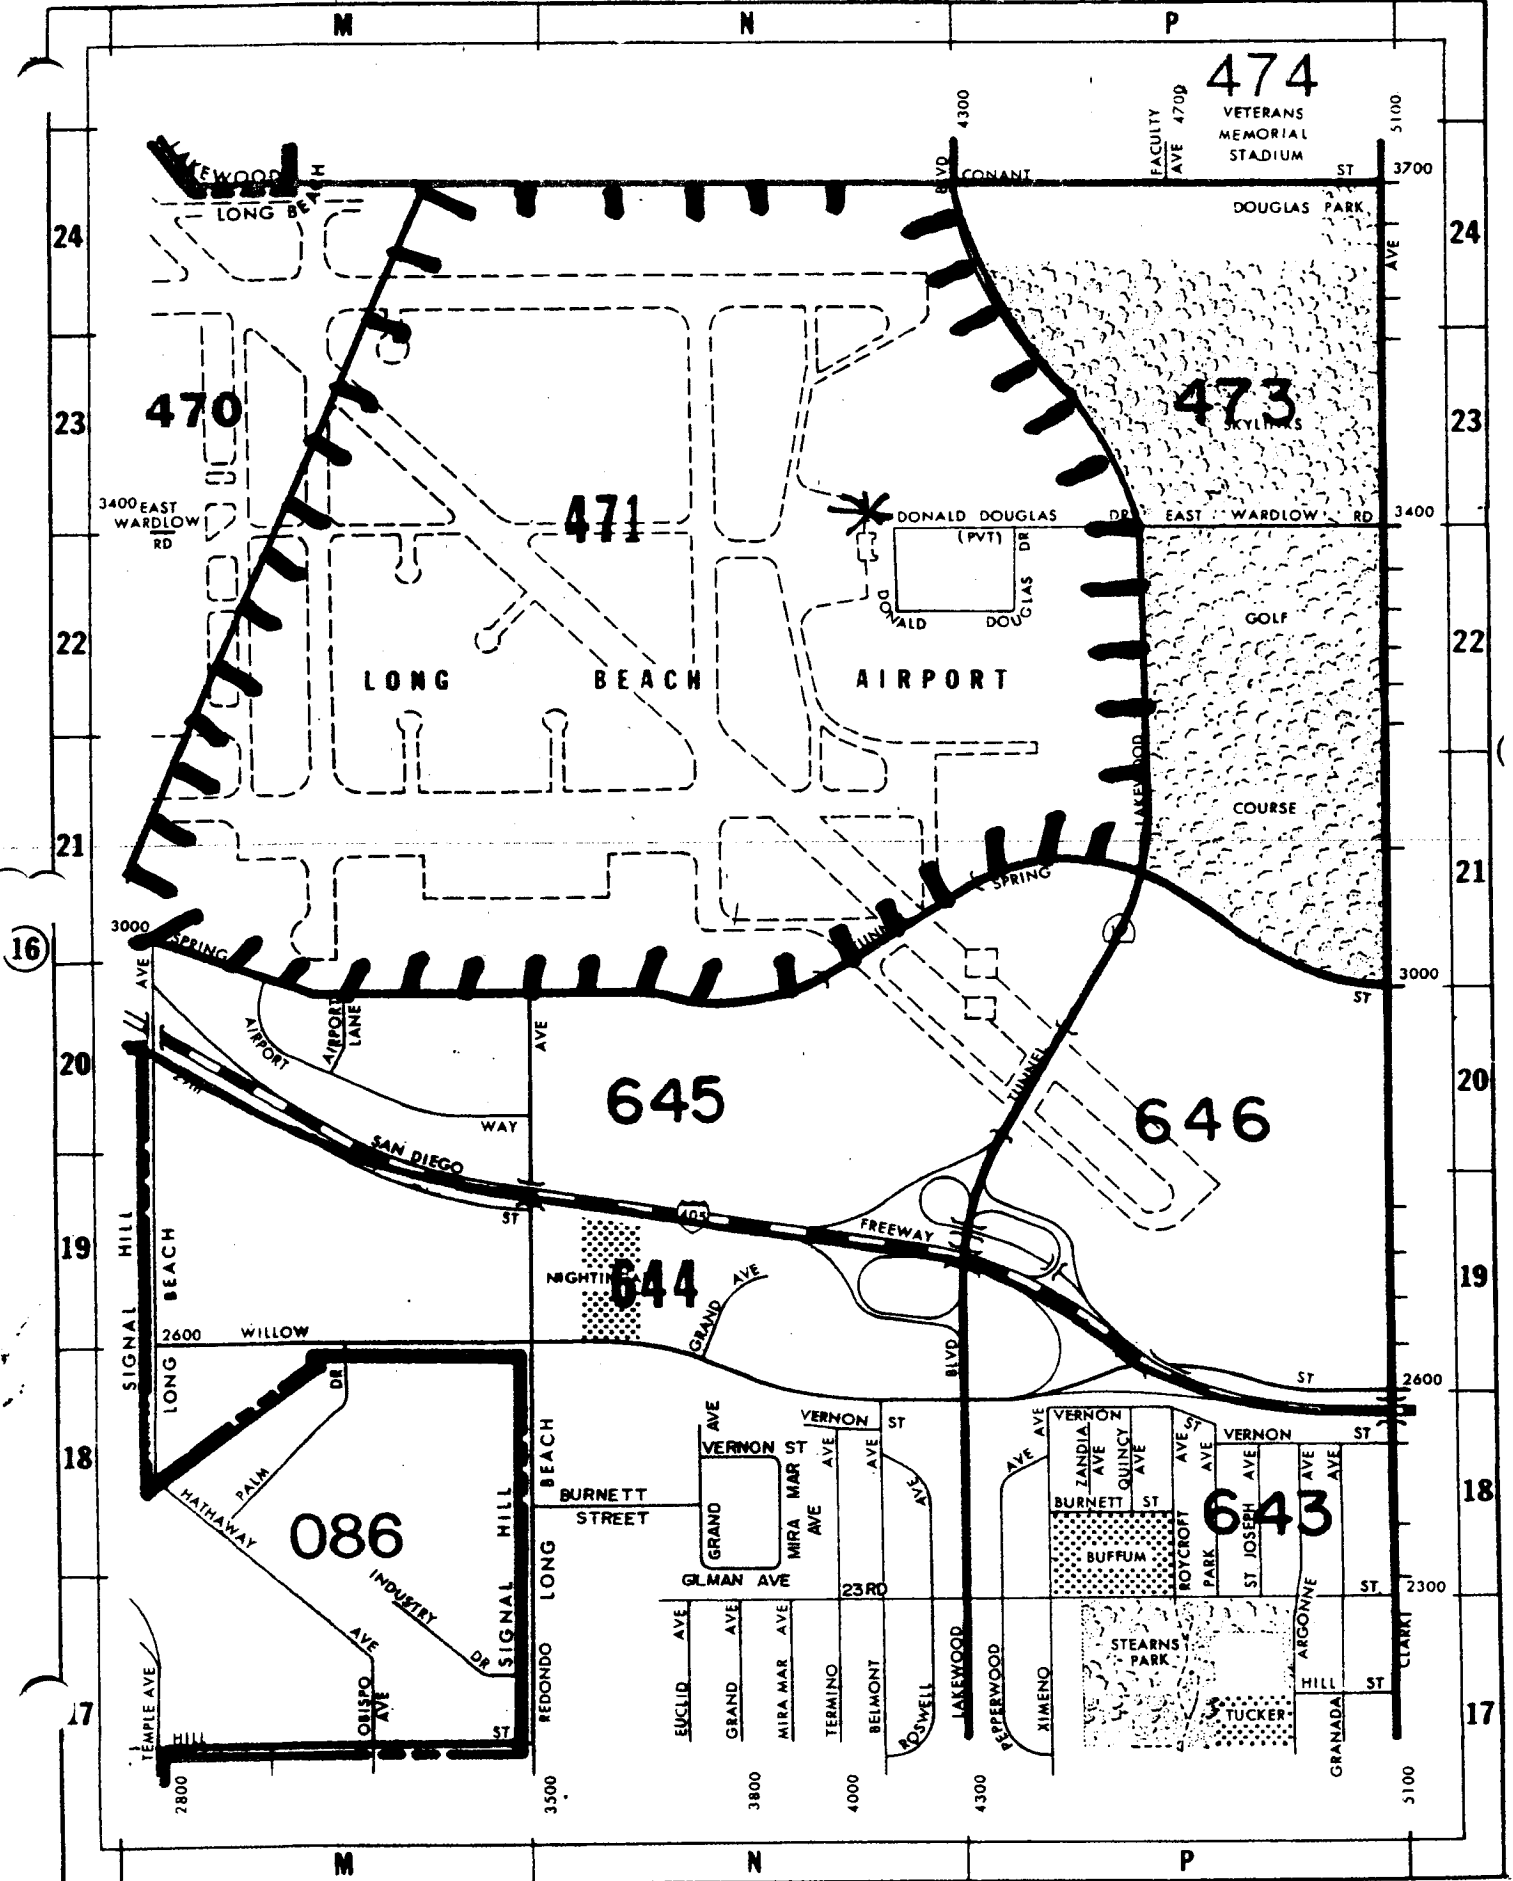 M N P
474
VETERANS
MEMORIAL
STADIUM
4300
FACULTY
AVE 4700
5100
LAKEWOOD
LONG BEACH
BEACH
BLVD
CONANT
ST
3700
DOUGLAS PARK
24
24
AVE
470
473
SKYLINKS
23
23
3400 EAST
WARDLOW
RD
471
DONALD DOUGLAS DR
(PVT)
EAST WARDLOW RD
3400
DONALD
DOUGLAS DR
GOLF
22
22
LONG BEACH AIRPORT
LAKEWOOD
COURSE
21
21
SPRING
3000
16
SPRING
AVE
TUNNEL
3000
ST
AIRPORT
AIRPORT
LANE
AVE
20
20
29TH
645
646
TUNNEL
WAY
SAN DIEGO
ST
405
FREEWAY
19
19
SIGNAL HILL
LONG BEACH
644
AVE
GRAND
2600 WILLOW
BLVD
ST
2600
DR
VERNON ST
AVE
VERNON ST
VERNON
ST
VERNON ST
18
18
PALM
HATHAWAY
086
SIGNAL HILL
LONG BEACH
BURNETT
STREET
GRAND
MIRA MAR
AVE
AVE
AVE
AVE
AVE
AVE
ZANDIA
AVE
QUINCY
AVE
BURNETT ST
AVE
ROYCROFT
AVE
PARK
AVE
ST JOSEPH
AVE
AVE
643
BUFFUM
GILMAN AVE
23RD
ST
2300
INDUSTRY
DR
AVE
STEARNS
PARK
ARGONNE
CLARK
HILL ST
TUCKER
17
17
TEMPLE AVE
HILL
OBISPO
AVE
ST
REDONDO
EUCLID AVE
GRAND AVE
MIRA MAR AVE
TERMINO
BELMONT
ROSWELL
LAKEWOOD
PEPPERWOOD
XIMENO
GRANADA
2800
3500
3800
4000
4300
5100
M N P